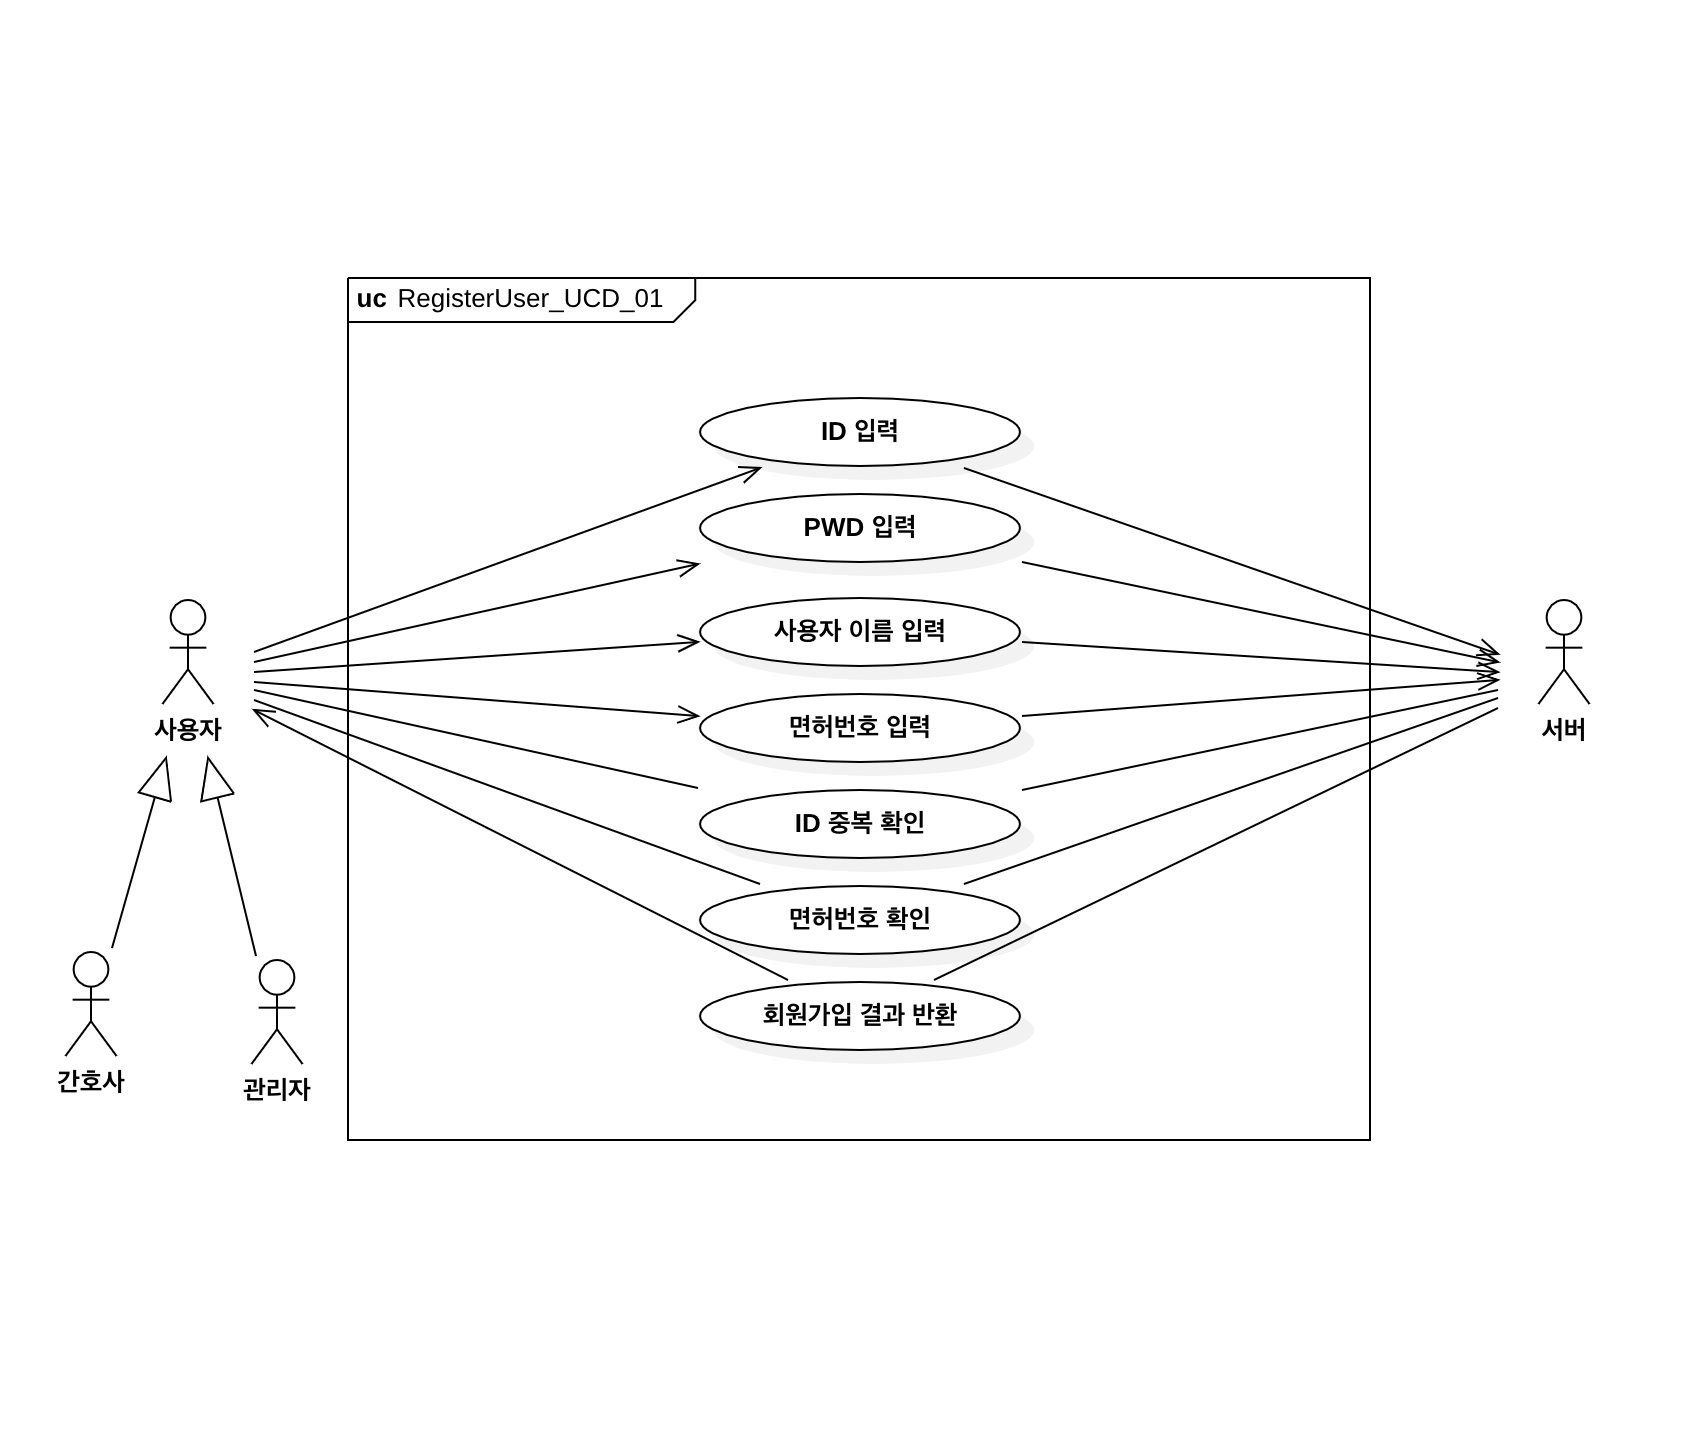 uc RegisterUser_UCD_01
ID 입력
PWD 입력
사용자 이름 입력
면허번호 입력
ID 중복 확인
면허번호 확인
회원가입 결과 반환
사용자
서버
간호사
관리자